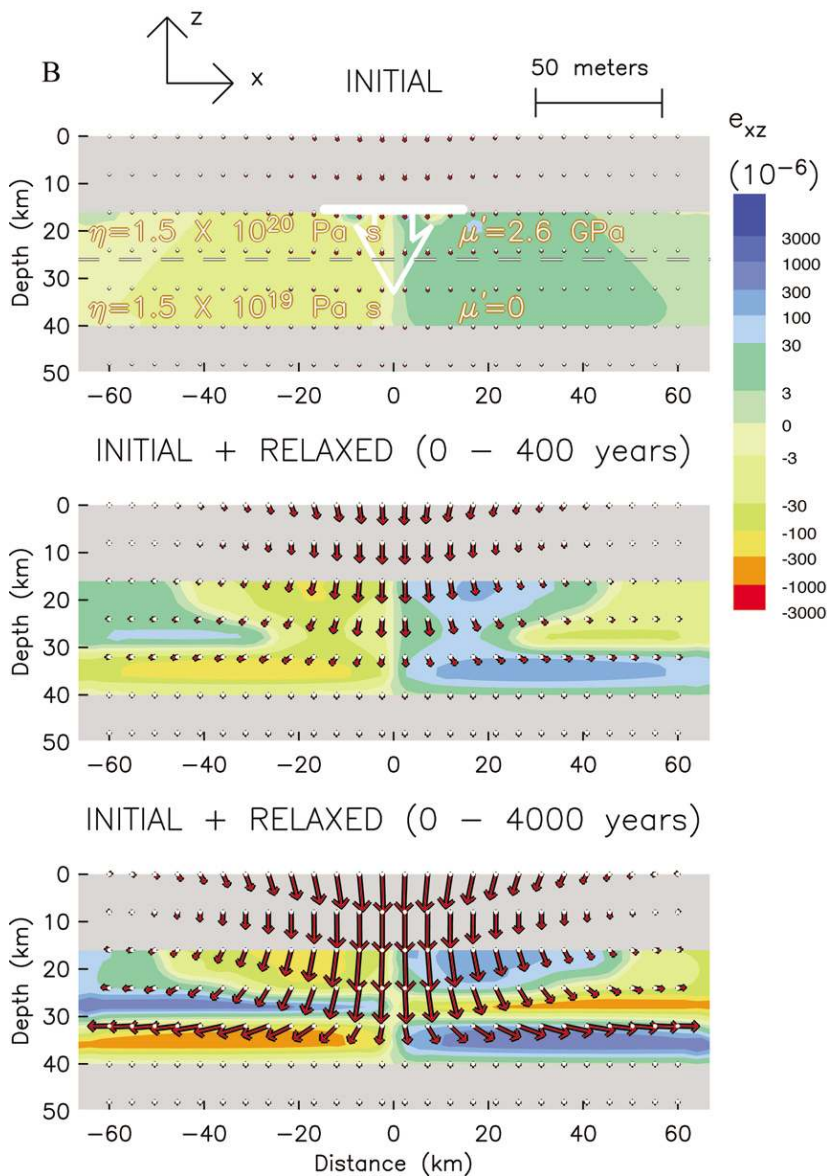 z
x
B
INITIAL
50 meters
e_xz
(10⁻⁶)
3000
1000
300
100
30
3
0
-3
-30
-100
-300
-1000
-3000
Depth (km)
0
10
20
30
40
50
η=1.5 X 10²⁰ Pa s
μ'=2.6 GPa
η=1.5 X 10¹⁹ Pa s
μ'=0
-60 -40 -20 0 20 40 60
INITIAL + RELAXED (0 – 400 years)
Depth (km)
0
10
20
30
40
50
-60 -40 -20 0 20 40 60
INITIAL + RELAXED (0 – 4000 years)
Depth (km)
0
10
20
30
40
50
-60 -40 -20 0 20 40 60
Distance (km)